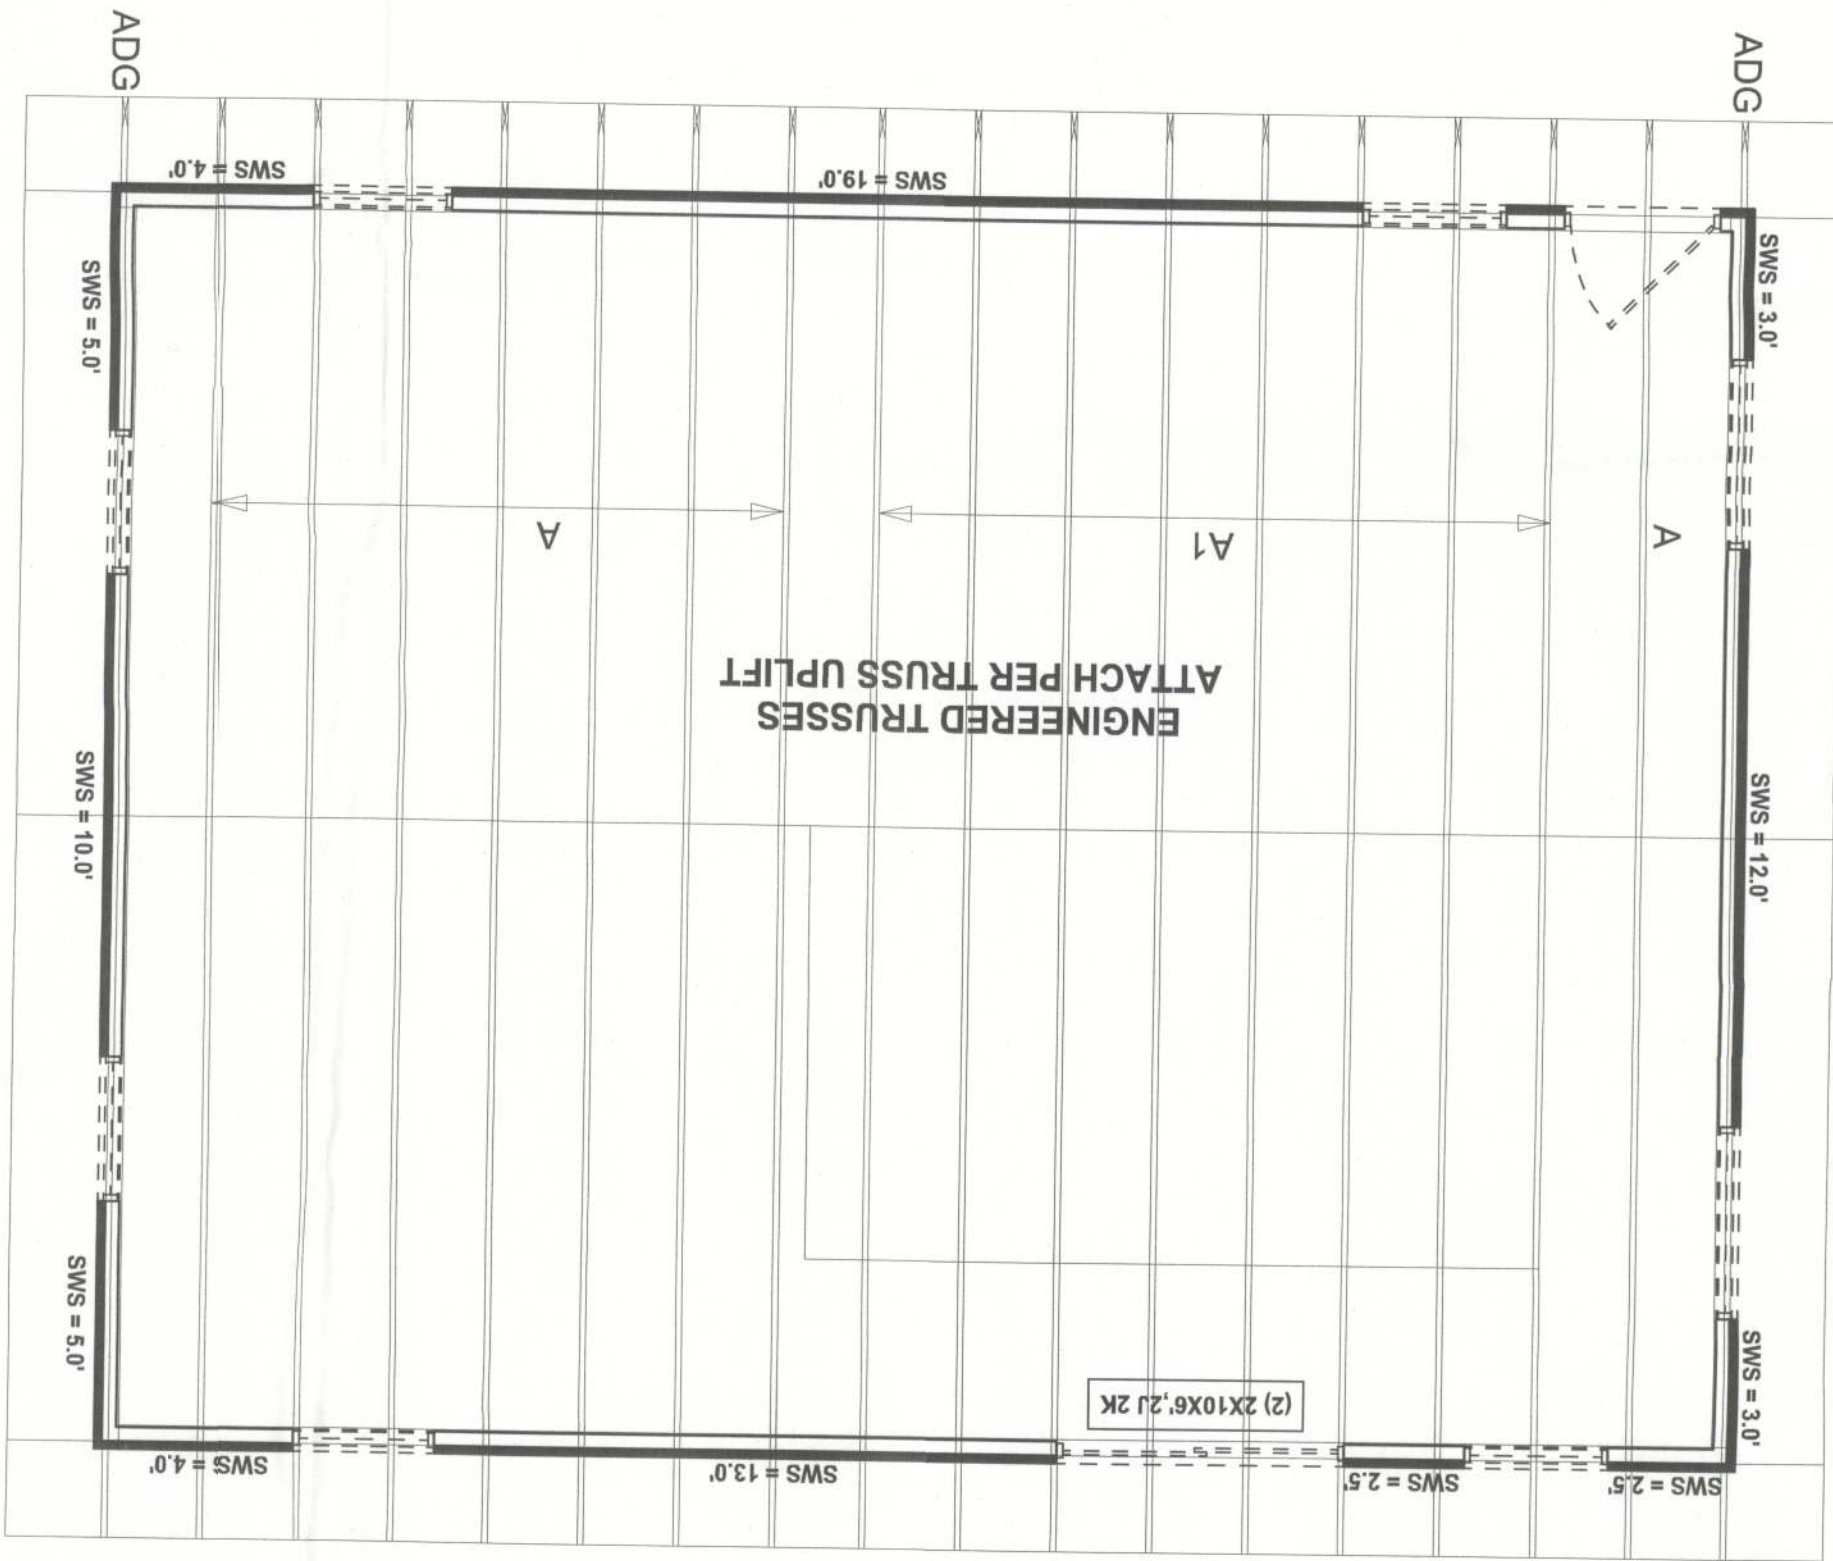 SWS = 2.5'
SWS = 2.5'
SWS = 13.0'
SWS = 4.0'
(2) 2X10X6',2J 2K
SWS = 3.0'
SWS = 5.0'
SWS = 12.0'
SWS = 10.0'
ENGINEERED TRUSSES
ATTACH PER TRUSS UPLIFT
A
A1
A
SWS = 3.0'
SWS = 5.0'
SWS = 19.0'
SWS = 4.0'
ADG
ADG